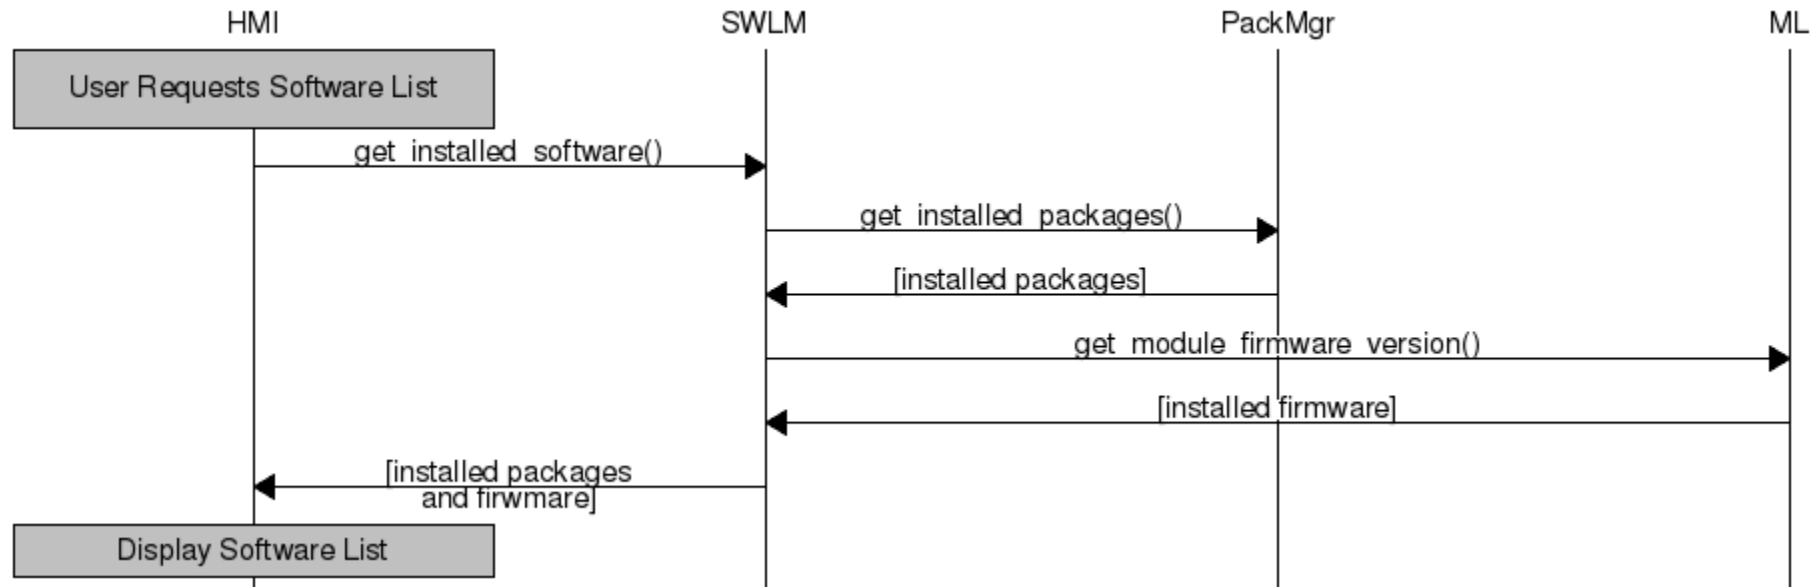 HMI SWLM PackMgr ML
User Requests Software List
get_installed_software()
get_installed_packages()
[installed packages]
get_module_firmware_version()
[installed firmware]
[installed packages
and firwmare]
Display Software List